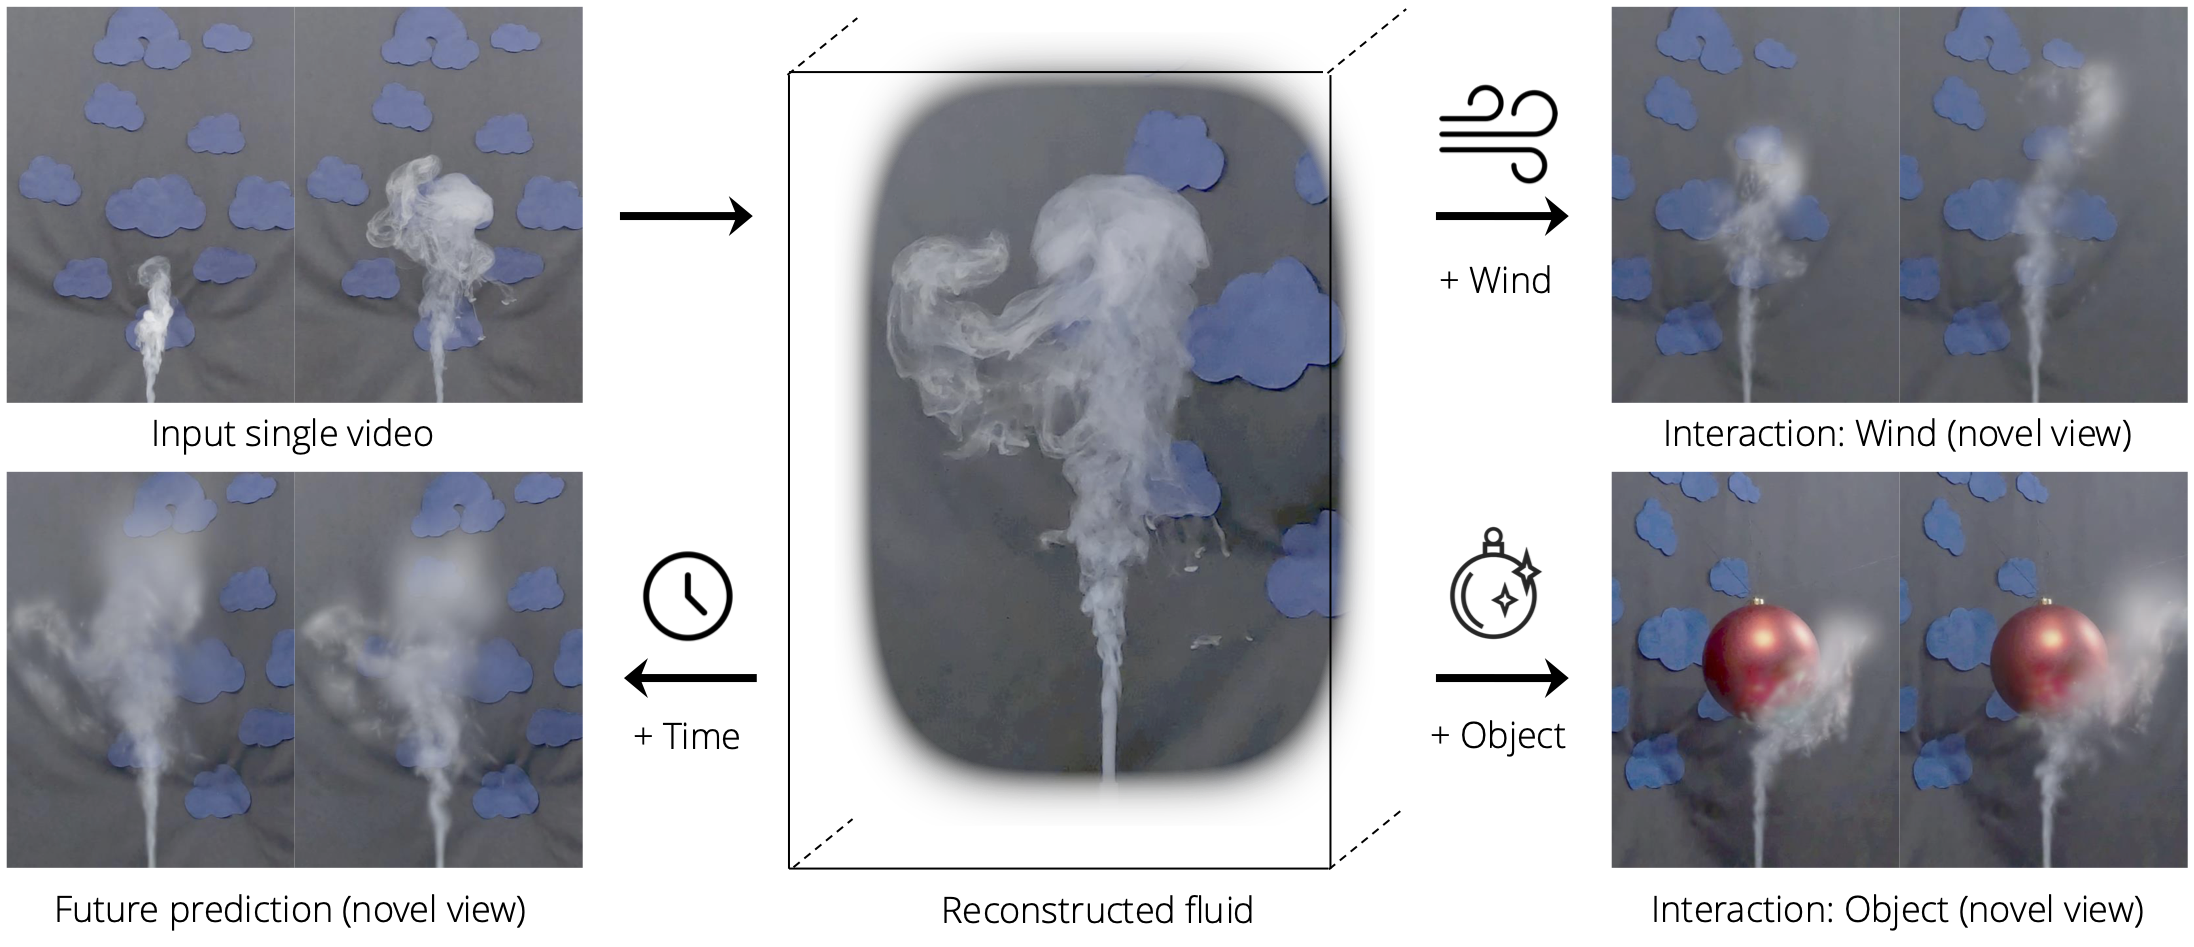 Input single video
+ Wind
Interaction: Wind (novel view)
+ Time
+ Object
Future prediction (novel view)
Reconstructed fluid
Interaction: Object (novel view)